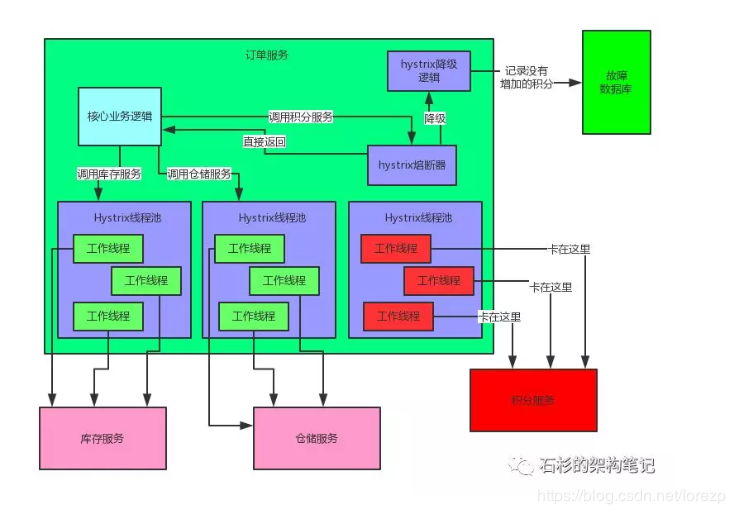 订单服务
hystrix降级
逻辑
记录没有
增加的积分
故障
数据库
核心业务逻辑
调用积分服务
降级
直接返回
hystrix熔断器
调用库存服务
调用仓储服务
Hystrix线程池
Hystrix线程池
Hystrix线程池
工作线程
工作线程
工作线程
卡在这里
工作线程
工作线程
工作线程
卡在这里
工作线程
工作线程
工作线程
卡在这里
积分服务
库存服务
仓储服务
石杉的架构笔记
https://blog.csdn.net/forezp